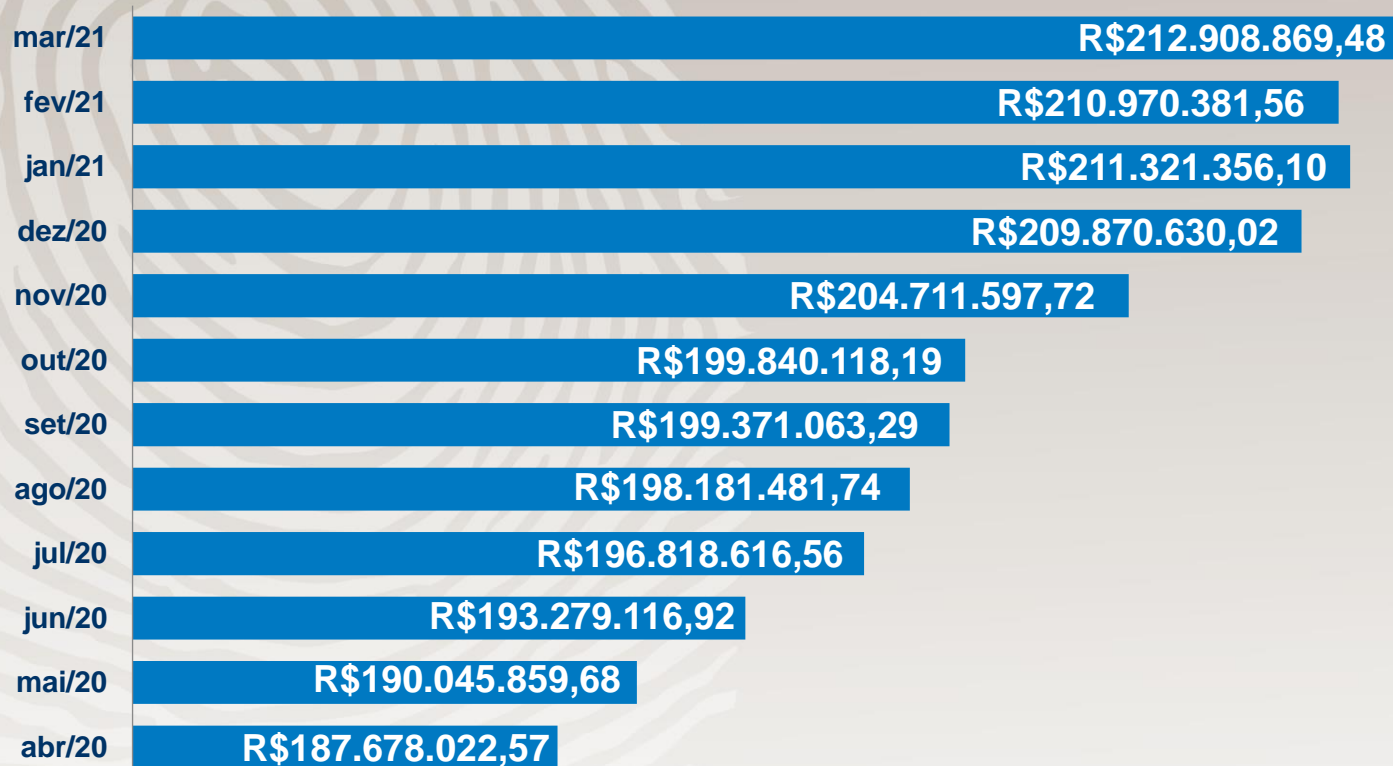 mar/21 R$212.908.869,48
fev/21 R$210.970.381,56
jan/21 R$211.321.356,10
dez/20 R$209.870.630,02
nov/20 R$204.711.597,72
out/20 R$199.840.118,19
set/20 R$199.371.063,29
ago/20 R$198.181.481,74
jul/20 R$196.818.616,56
jun/20 R$193.279.116,92
mai/20 R$190.045.859,68
abr/20 R$187.678.022,57